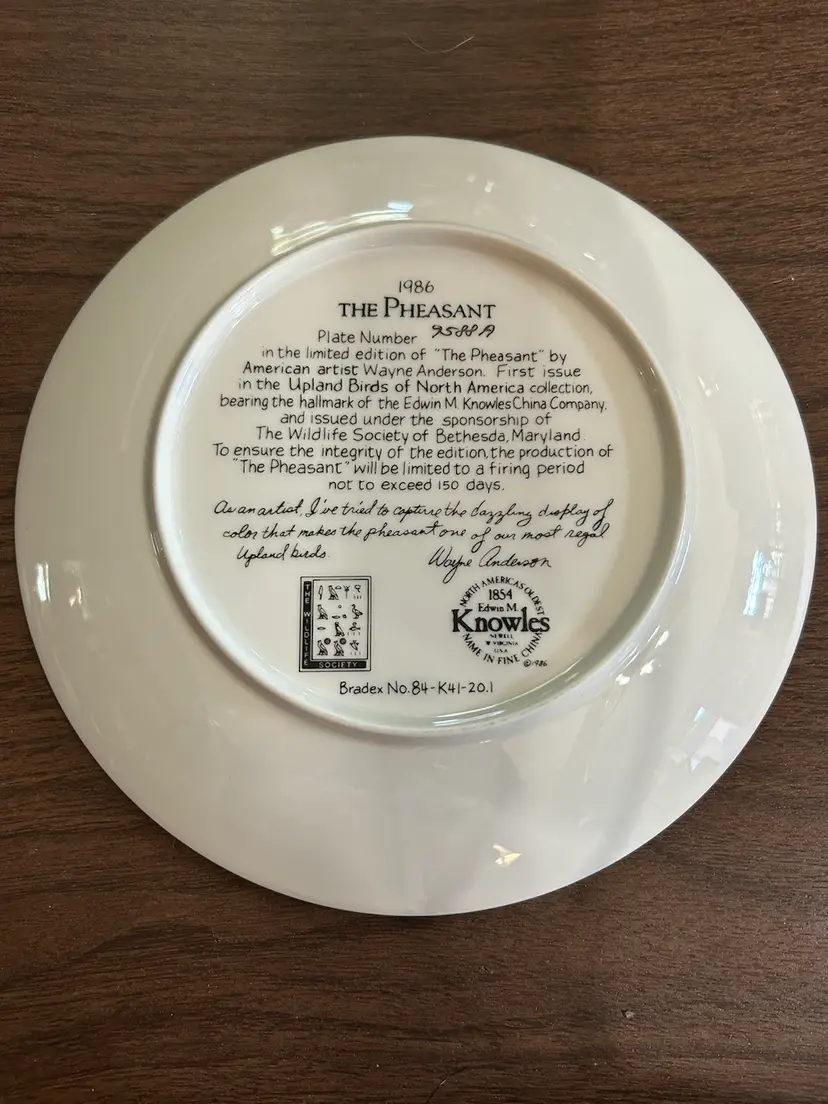 1986
THE PHEASANT
Plate Number 9588A
in the limited edition of "The Pheasant" by
American artist Wayne Anderson. First issue
in the Upland Birds of North America collection,
bearing the hallmark of the Edwin M. Knowles China Company,
and issued under the sponsorship of
The Wildlife Society of Bethesda, Maryland.
To ensure the integrity of the edition, the production of
"The Pheasant" will be limited to a firing period
not to exceed 150 days.
As an artist, I've tried to capture the dazzling display of
color that makes the pheasant one of our most regal
Upland birds.
Wayne Anderson
THE WILDLIFE
SOCIETY
NORTH AMERICA'S OLDEST
1854
Edwin M.
Knowles
NEWELL
W VIRGINIA
U.S.A.
NAME IN FINE CHINA
©1986
Bradex No. 84-K41-20.1